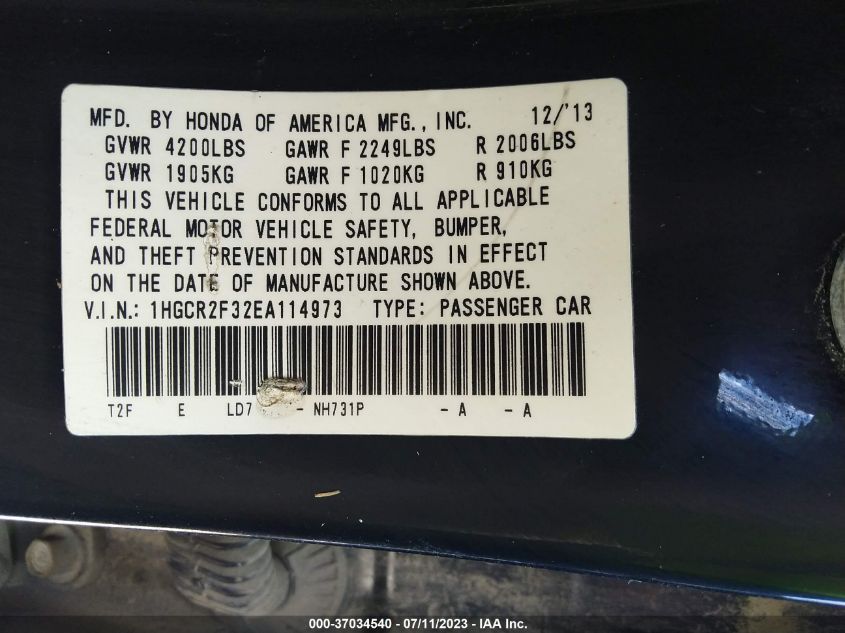 MFD. BY HONDA OF AMERICA MFG., INC. 12/'13
GVWR 4200LBS GAWR F 2249LBS R 2006LBS
GVWR 1905KG GAWR F 1020KG R 910KG
THIS VEHICLE CONFORMS TO ALL APPLICABLE
FEDERAL MOTOR VEHICLE SAFETY, BUMPER,
AND THEFT PREVENTION STANDARDS IN EFFECT
ON THE DATE OF MANUFACTURE SHOWN ABOVE.
V.I.N.: 1HGCR2F32EA114973 TYPE: PASSENGER CAR
T2F E LD7 - NH731P - A - A
000-37034540 - 07/11/2023 - IAA Inc.